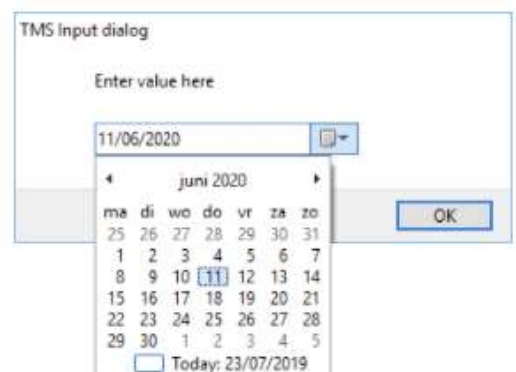 TMS Input dialog
Enter value here
11/06/2020
juni 2020
OK
ma di wo do vr za zo
25 26 27 28 29 30 31
1 2 3 4 5 6 7
8 9 10 11 12 13 14
15 16 17 18 19 20 21
22 23 24 25 26 27 28
29 30 1 2 3 4 5
Today: 23/07/2019